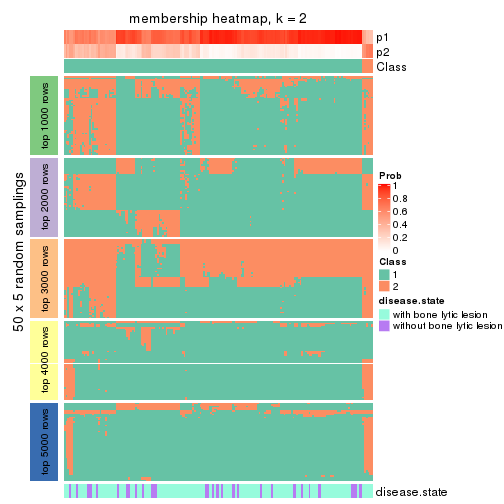 membership heatmap, k = 2
p1
p2
Class
50 x 5 random samplings
top 1000 rows
top 2000 rows
top 3000 rows
top 4000 rows
top 5000 rows
Prob
1
0.8
0.6
0.4
0.2
0
Class
1
2
disease.state
with bone lytic lesion
without bone lytic lesion
disease.state